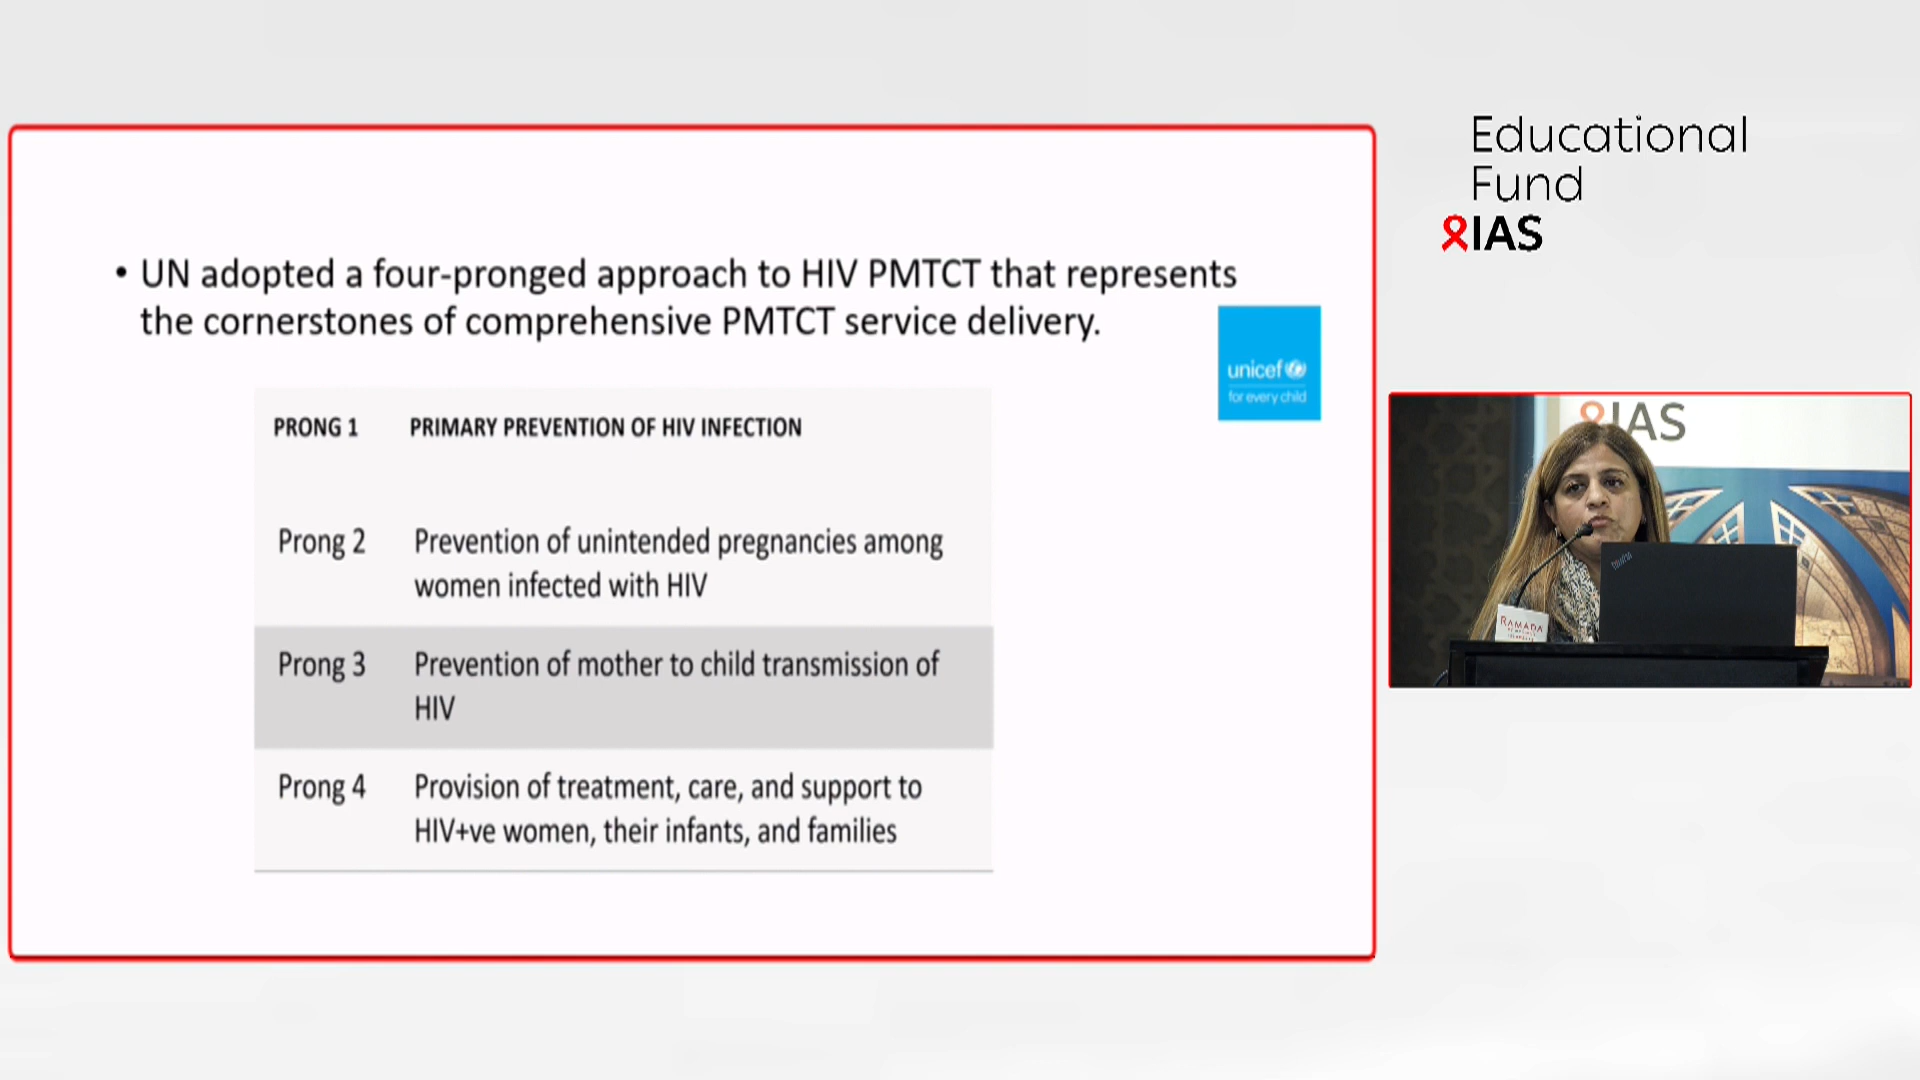 • UN adopted a four-pronged approach to HIV PMTCT that represents
the cornerstones of comprehensive PMTCT service delivery.
unicef
for every child
PRONG 1 PRIMARY PREVENTION OF HIV INFECTION
Prong 2 Prevention of unintended pregnancies among
women infected with HIV
Prong 3 Prevention of mother to child transmission of
HIV
Prong 4 Provision of treatment, care, and support to
HIV+ve women, their infants, and families
Educational
Fund
IAS
IAS
RAMADA